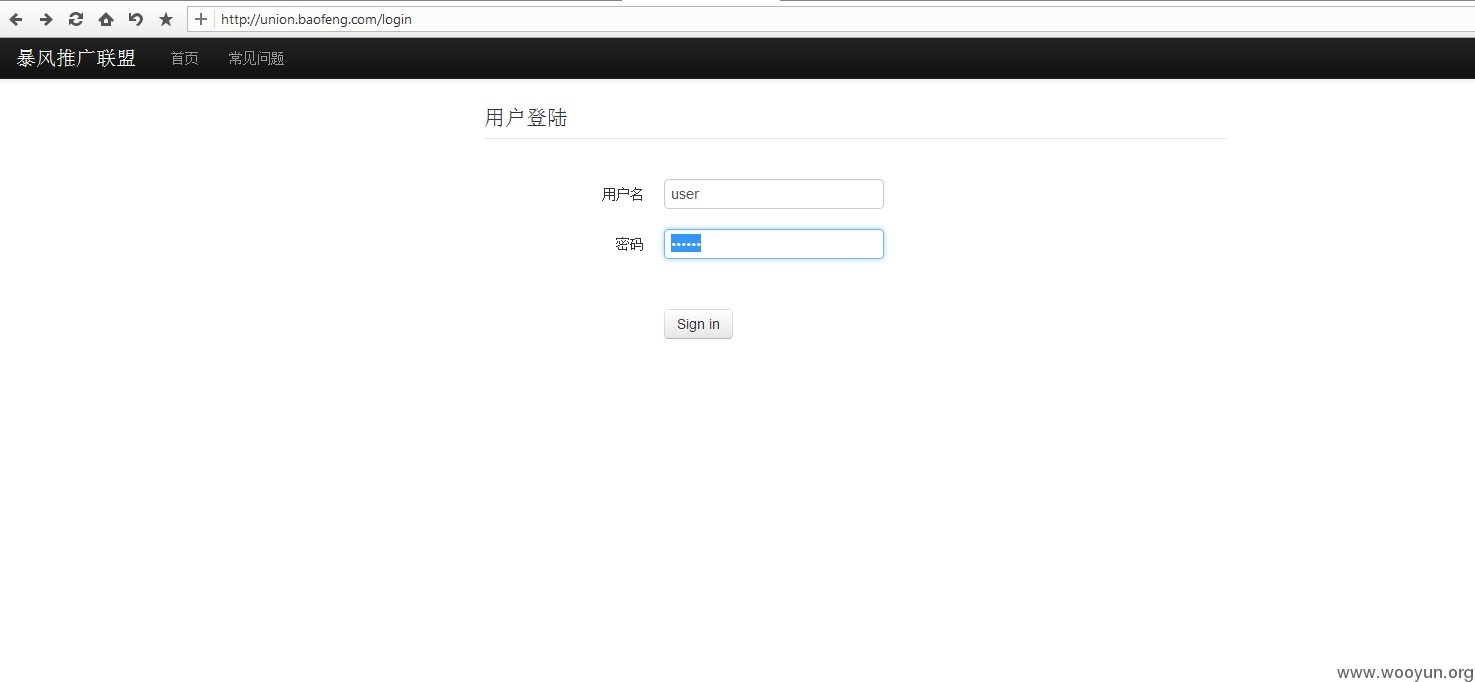 http://union.baofeng.com/login
暴风推广联盟 首页 常见问题
用户登陆
用户名 user
密码 ••••••
Sign in
www.wooyun.org